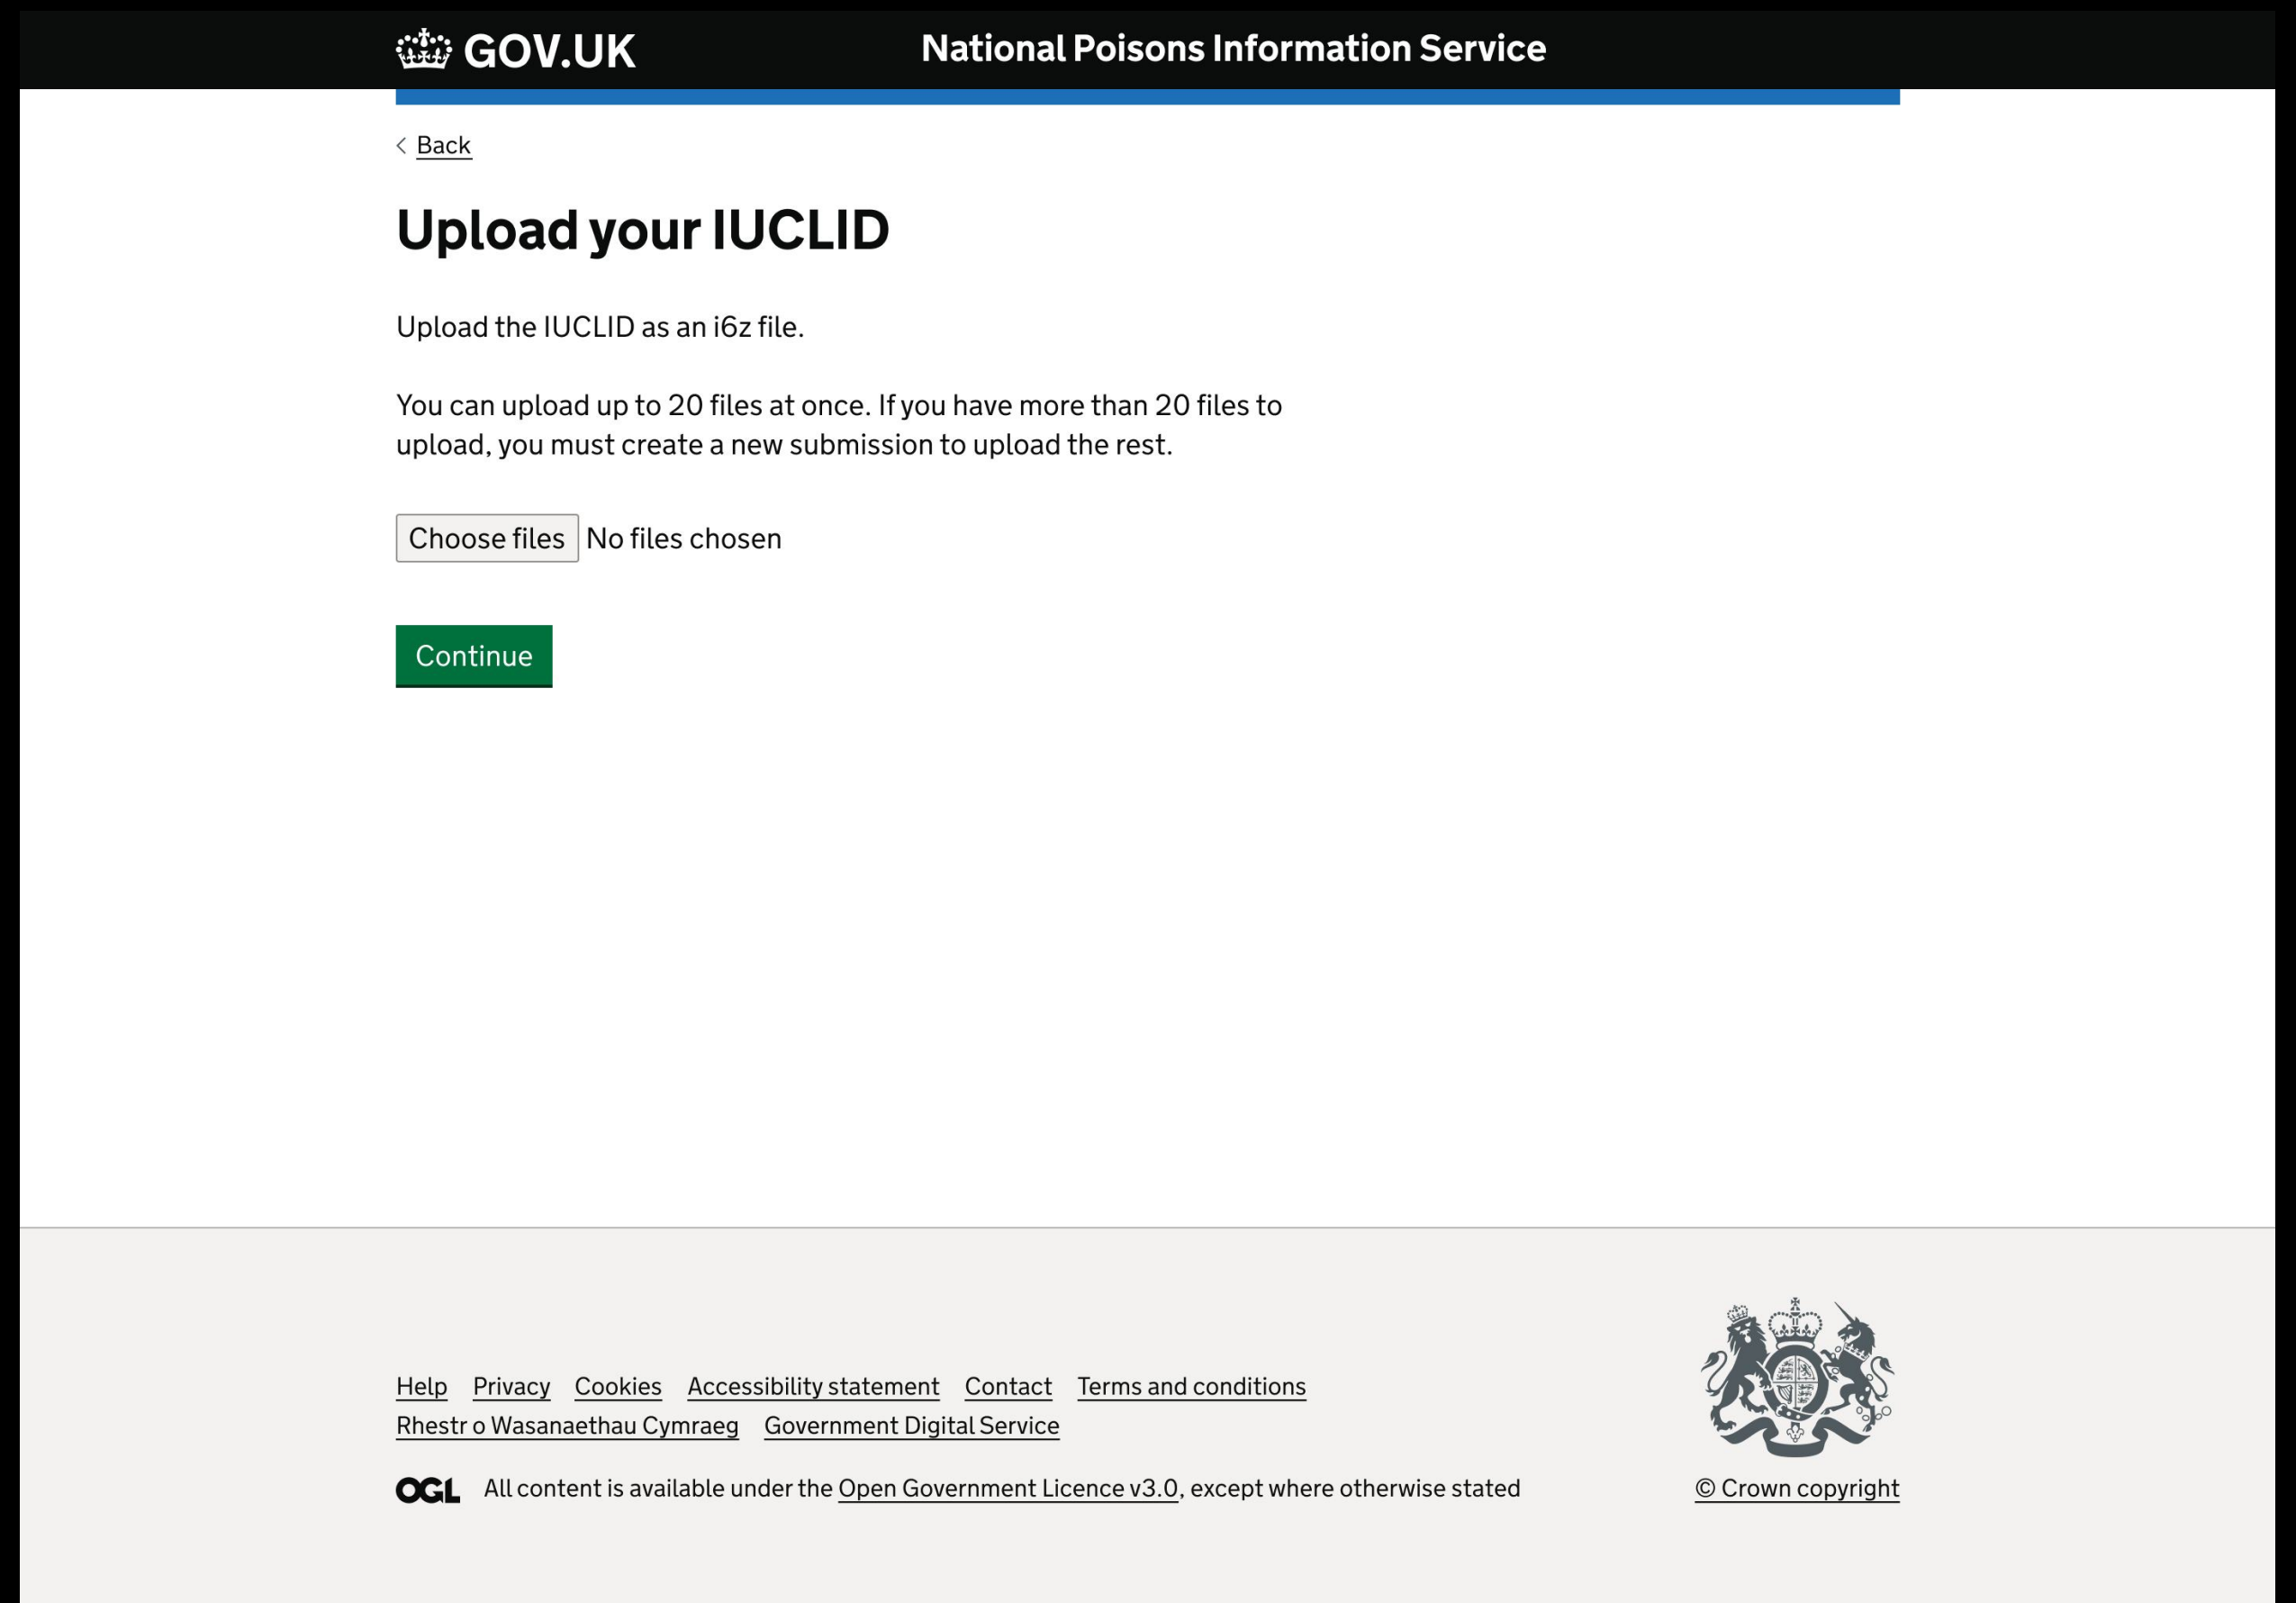 GOV.UK
National Poisons Information Service
Back
Upload your IUCLID
Upload the IUCLID as an i6z file.
You can upload up to 20 files at once. If you have more than 20 files to
upload, you must create a new submission to upload the rest.
Choose files No files chosen
Continue
Help Privacy Cookies Accessibility statement Contact Terms and conditions
Rhestr o Wasanaethau Cymraeg Government Digital Service
OGL All content is available under the Open Government Licence v3.0, except where otherwise stated
© Crown copyright